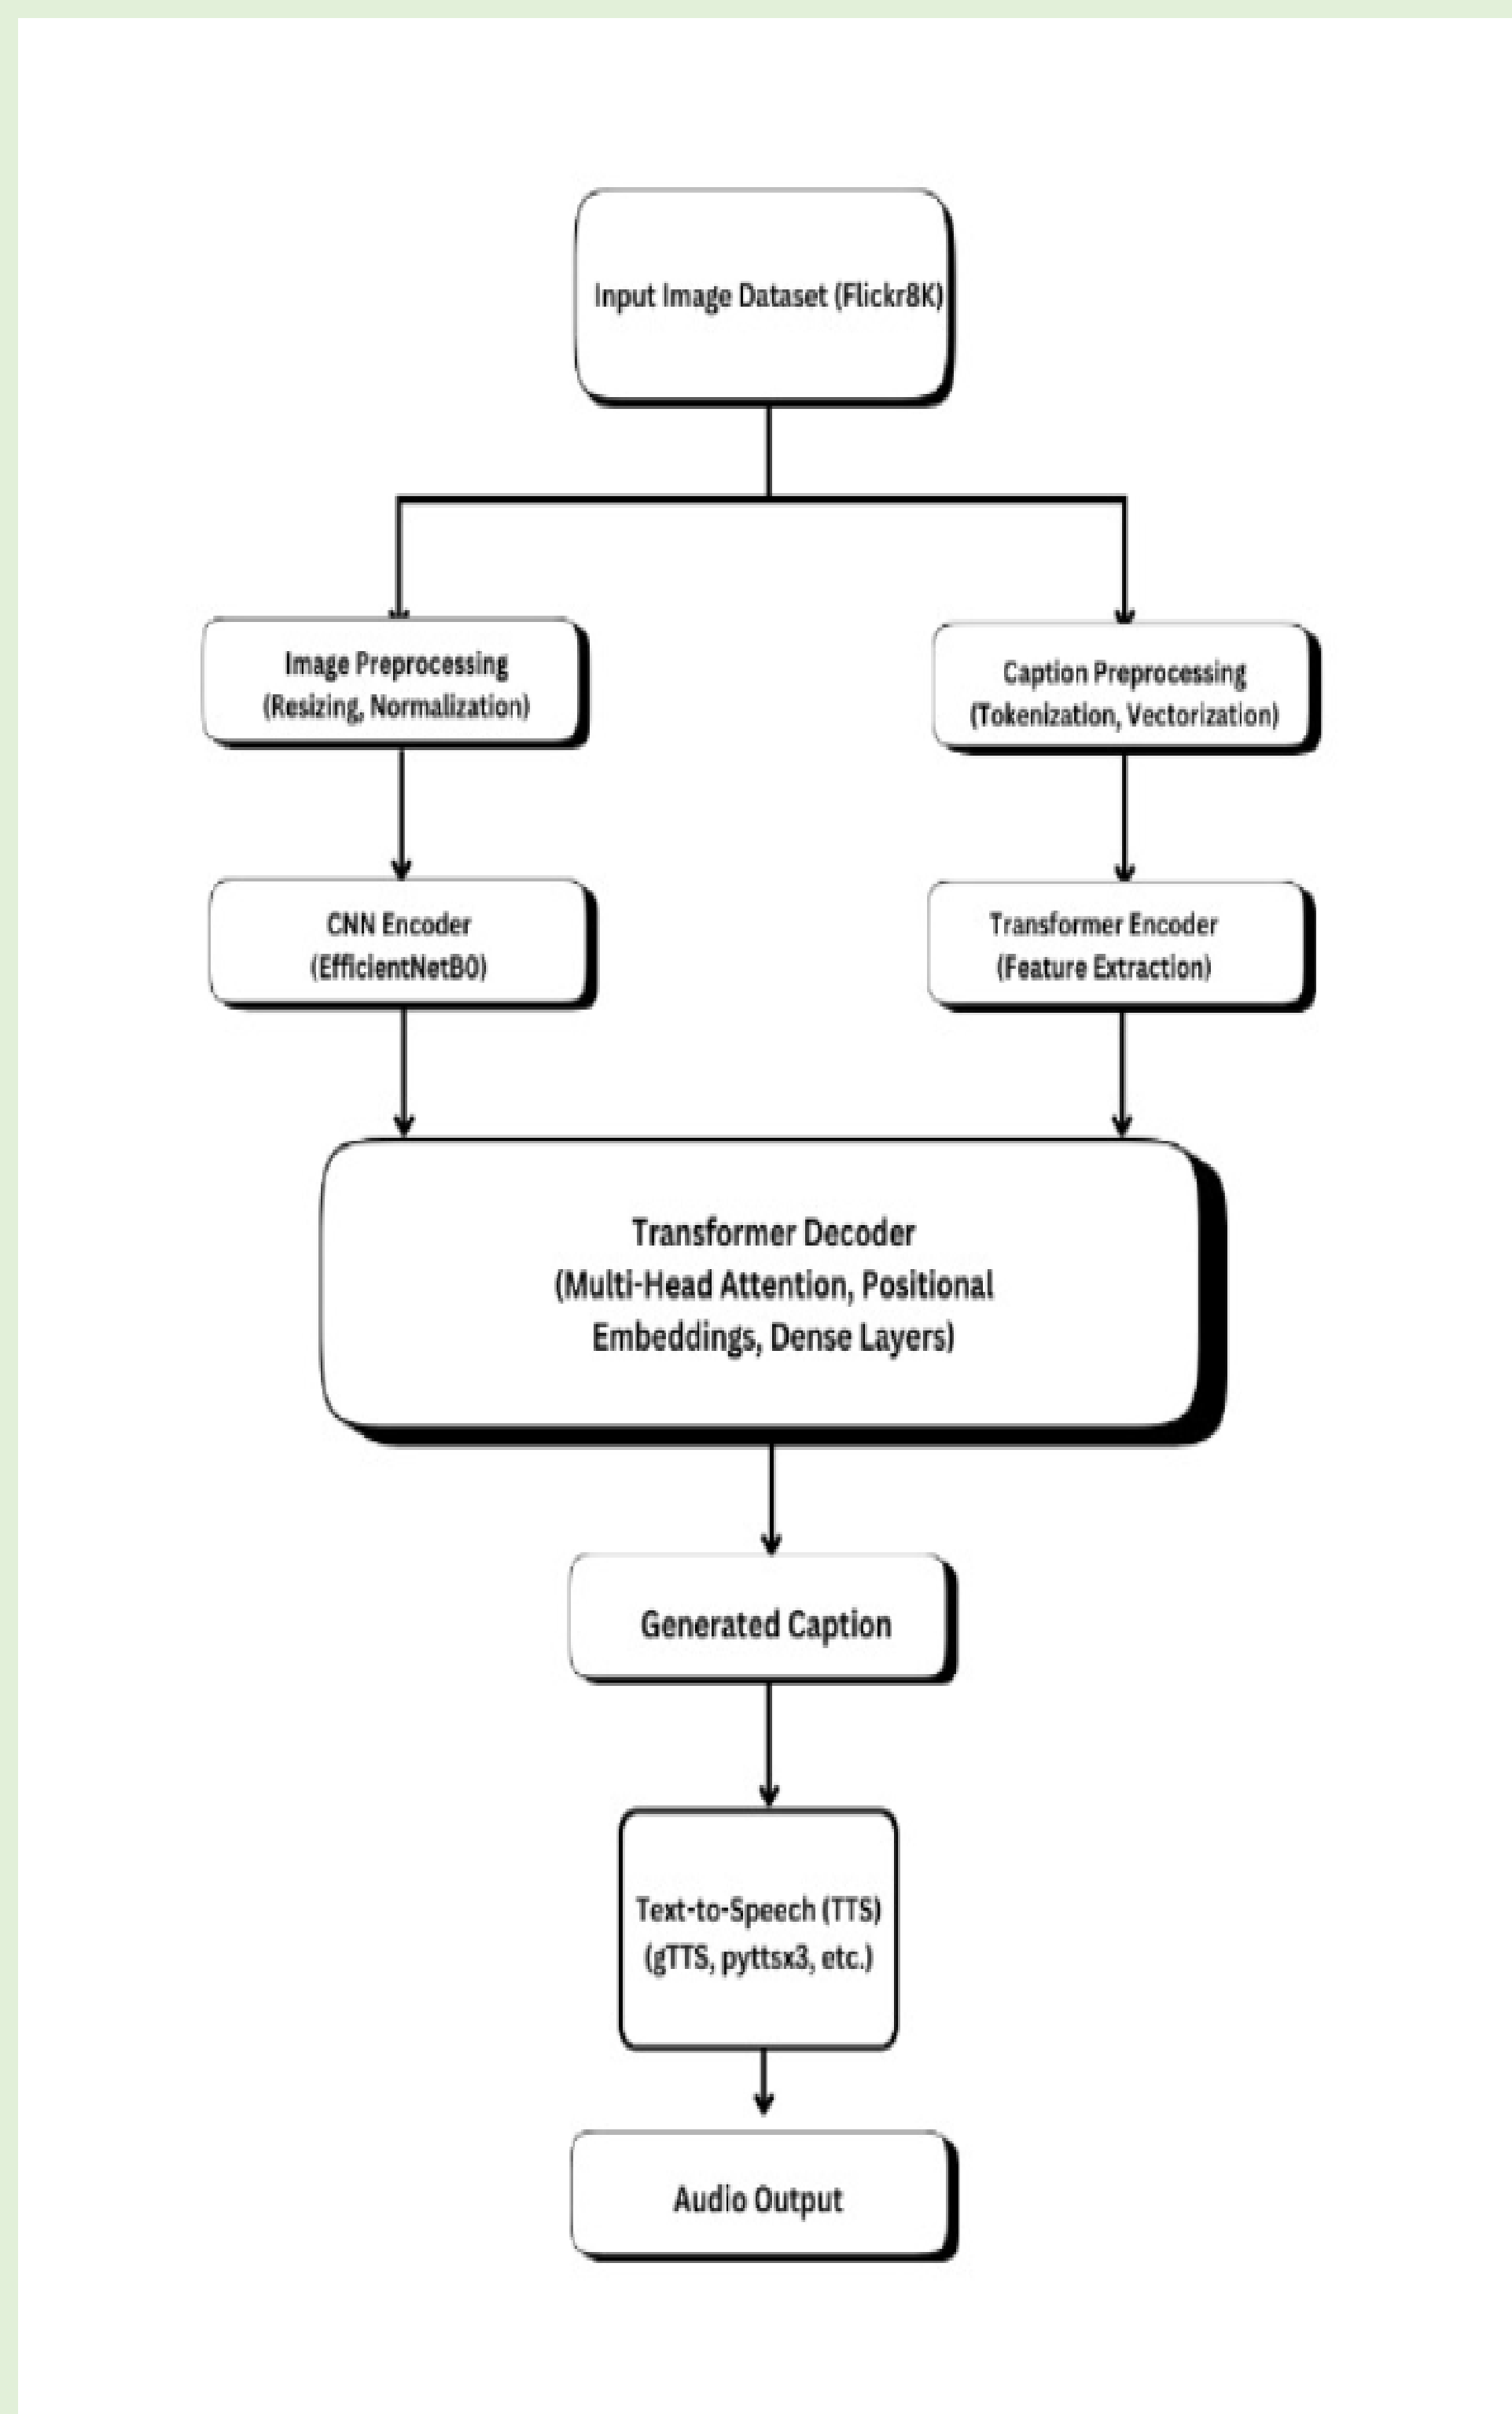 Input Image Dataset (Flickr8K)
Image Preprocessing
(Resizing, Normalization)
Caption Preprocessing
(Tokenization, Vectorization)
CNN Encoder
(EfficientNetB0)
Transformer Encoder
(Feature Extraction)
Transformer Decoder
(Multi-Head Attention, Positional
Embeddings, Dense Layers)
Generated Caption
Text-to-Speech (TTS)
(gTTS, pyttsx3, etc.)
Audio Output